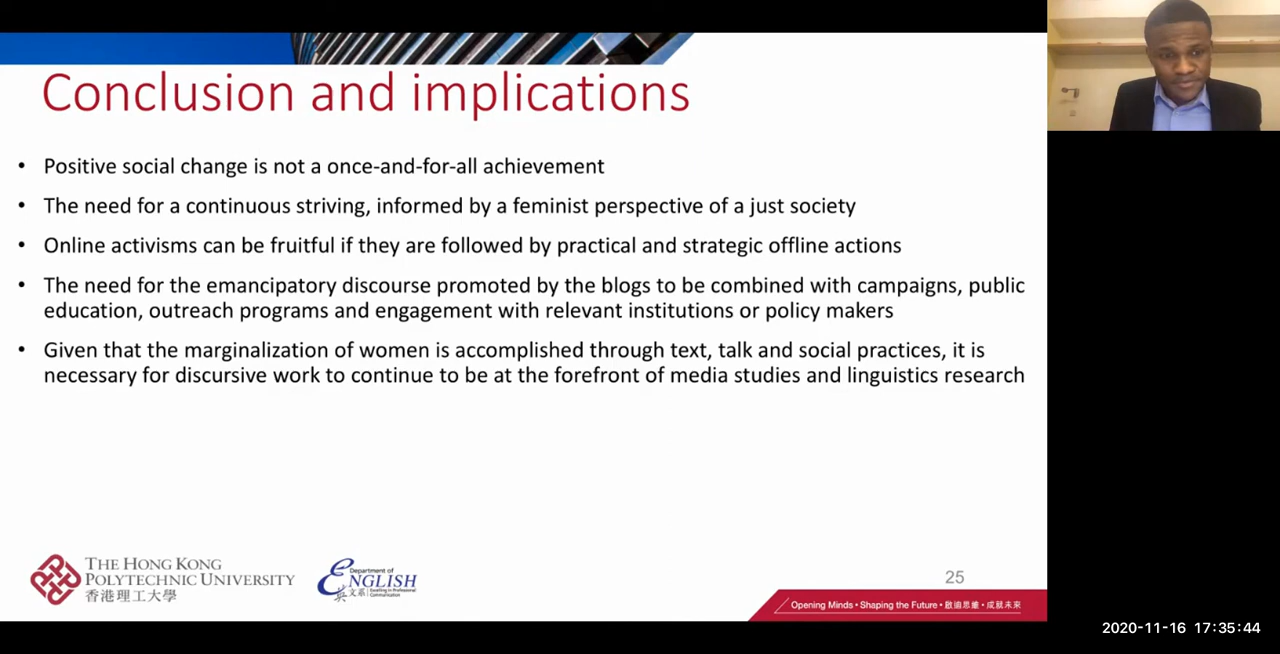 Conclusion and implications
• Positive social change is not a once-and-for-all achievement
• The need for a continuous striving, informed by a feminist perspective of a just society
• Online activisms can be fruitful if they are followed by practical and strategic offline actions
• The need for the emancipatory discourse promoted by the blogs to be combined with campaigns, public
education, outreach programs and engagement with relevant institutions or policy makers
• Given that the marginalization of women is accomplished through text, talk and social practices, it is
necessary for discursive work to continue to be at the forefront of media studies and linguistics research
THE HONG KONG
POLYTECHNIC UNIVERSITY
香港理工大學
Department of
ENGLISH
英文系 Excelling in Professional
Communication
25
Opening Minds • Shaping the Future • 啟迪思維 • 成就未來
2020-11-16 17:35:44